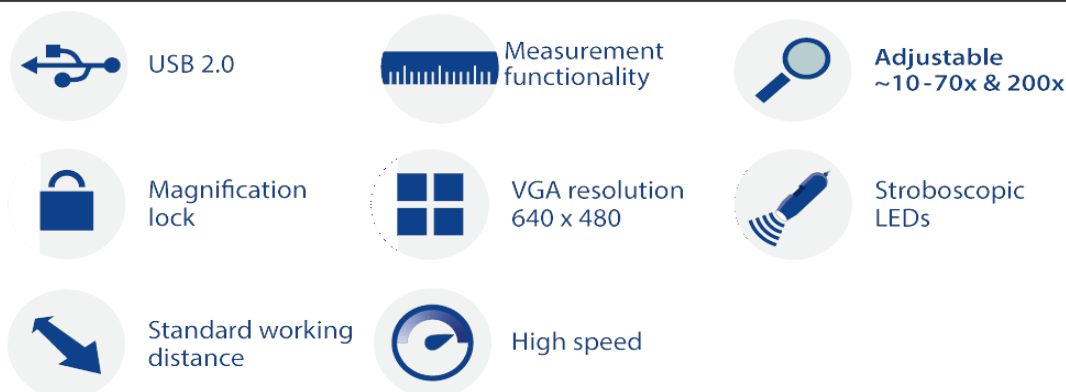 USB 2.0
Measurement
functionality
Adjustable
~10-70x & 200x
Magnification
lock
VGA resolution
640 x 480
Stroboscopic
LEDs
Standard working
distance
High speed